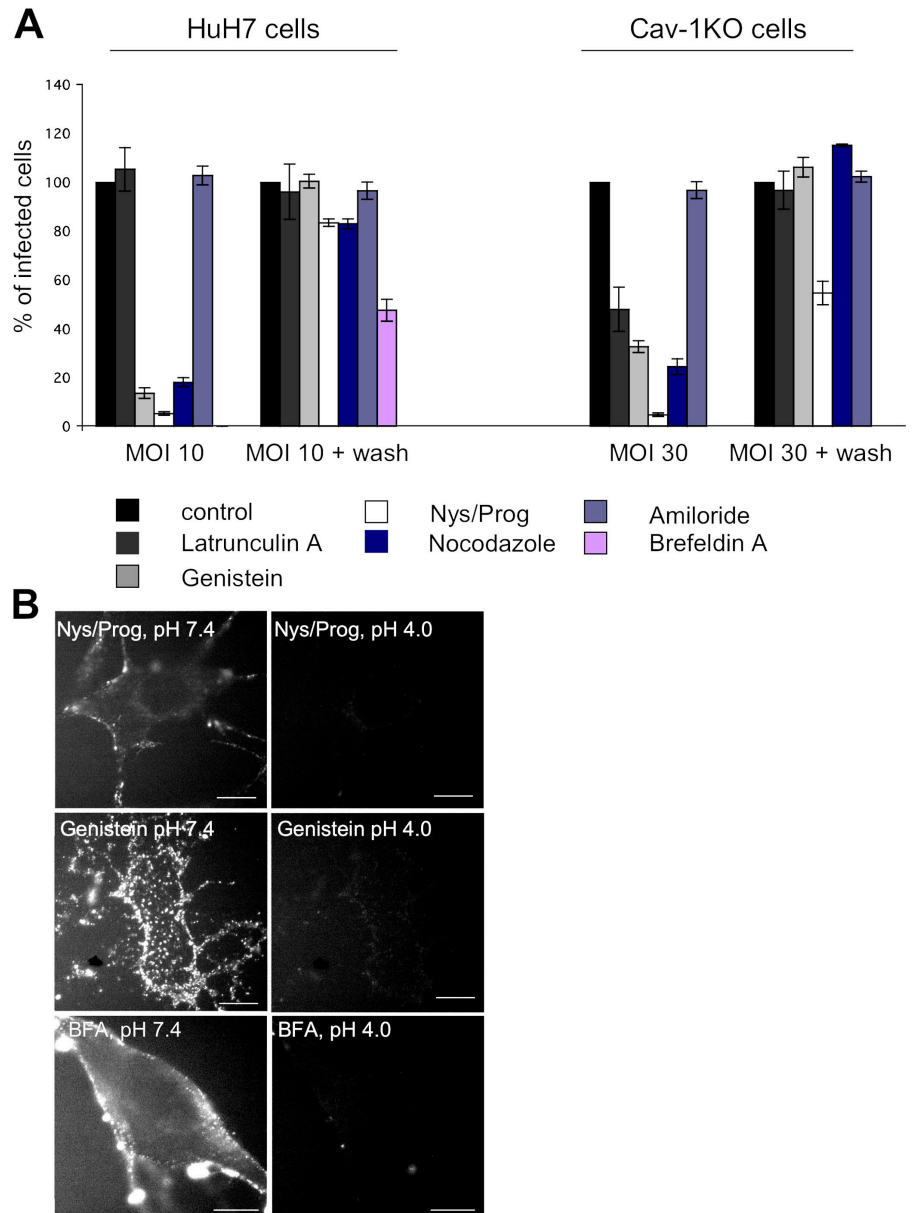 A
HuH7 cells
Cav-1KO cells
% of infected cells
140
120
100
80
60
40
20
0
MOI 10
MOI 10 + wash
MOI 30
MOI 30 + wash
control
Latrunculin A
Genistein
Nys/Prog
Nocodazole
Amiloride
Brefeldin A
B
Nys/Prog, pH 7.4
Nys/Prog, pH 4.0
Genistein pH 7.4
Genistein pH 4.0
BFA, pH 7.4
BFA, pH 4.0